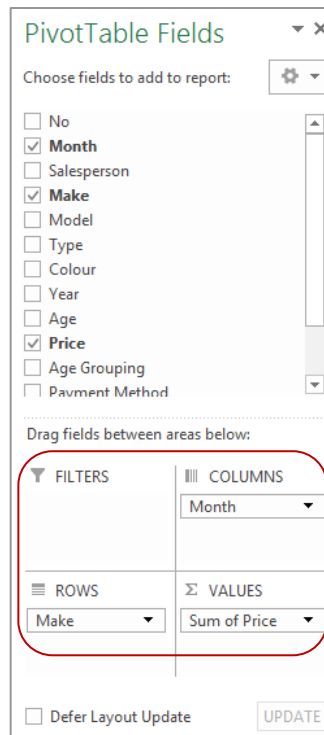 PivotTable Fields
Choose fields to add to report:
No
Month
Salesperson
Make
Model
Type
Colour
Year
Age
Price
Age Grouping
Payment Method
Drag fields between areas below:
FILTERS
COLUMNS
Month
ROWS
Σ VALUES
Make
Sum of Price
Defer Layout Update
UPDATE